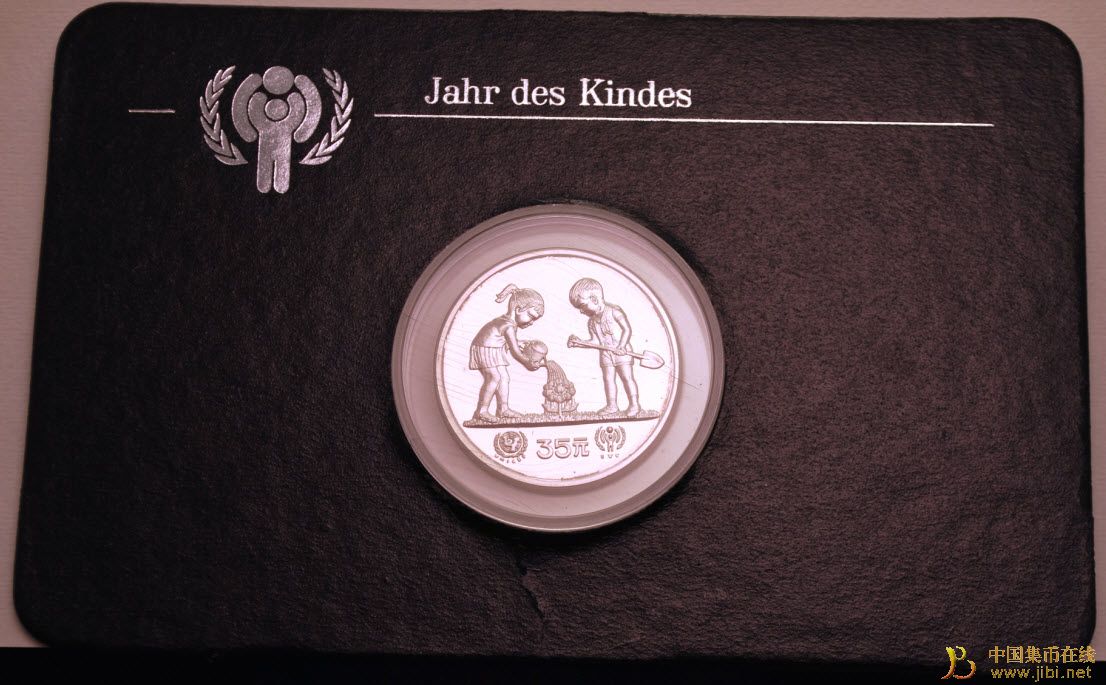 Jahr des Kindes
35元
UNICEF
中国集币在线
www.jibi.net